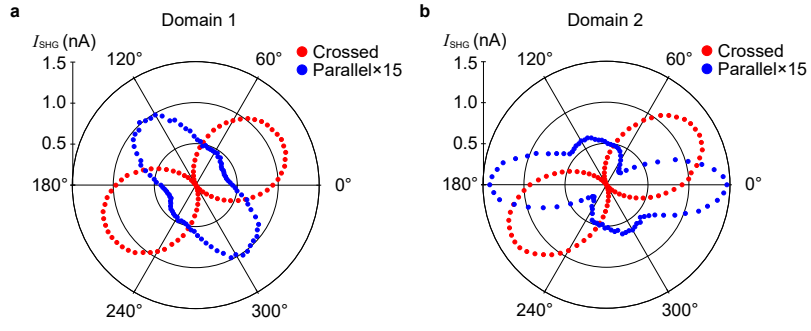 a
Domain 1
I_SHG (nA)
1.5
1.0
0.5
180°
120°
60°
0°
240°
300°
Crossed
Parallel×15
b
Domain 2
I_SHG (nA)
1.5
1.0
0.5
180°
120°
60°
0°
240°
300°
Crossed
Parallel×15